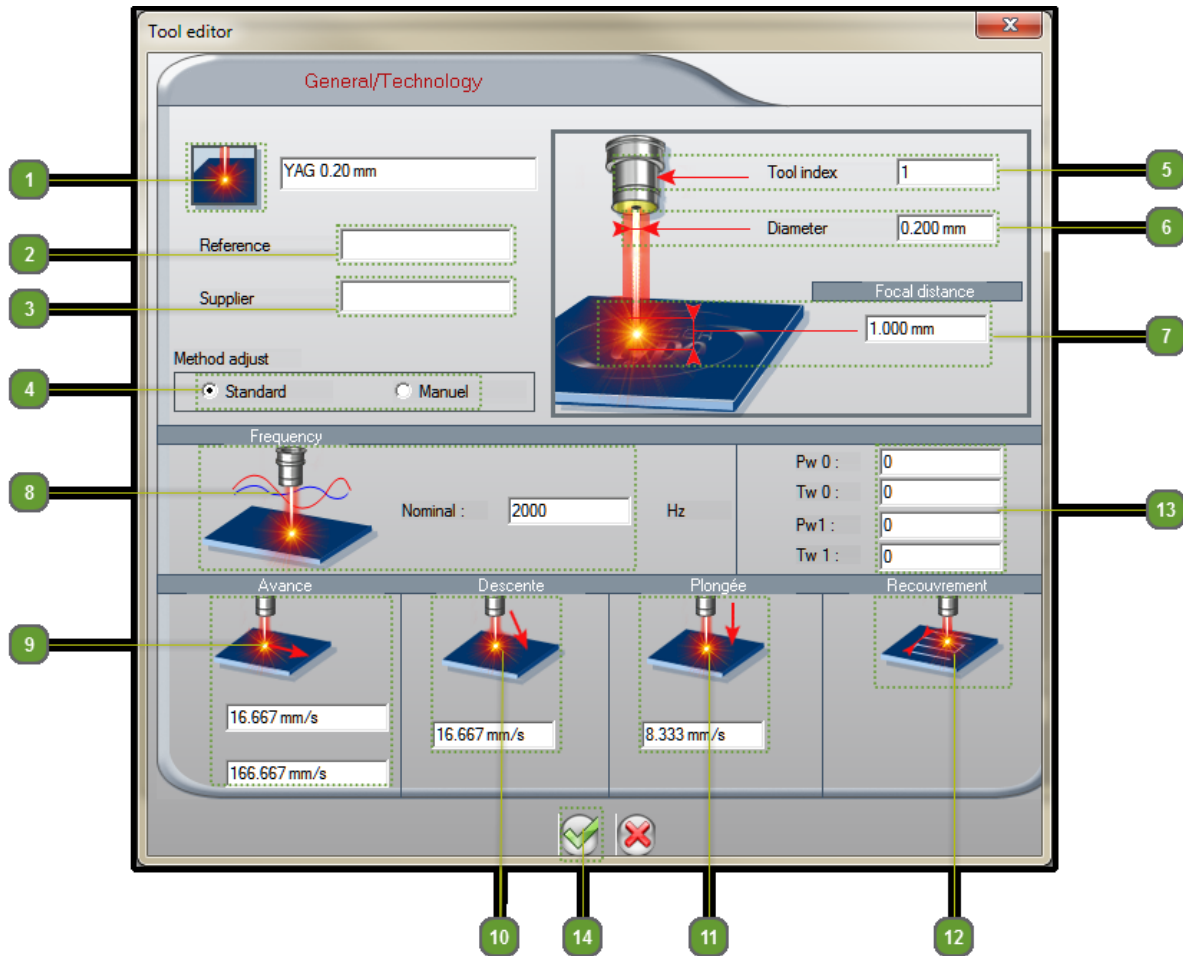 Tool editor
General/Technology
1
YAG 0.20 mm
Tool index
1
5
2
Reference
Diameter
0.200 mm
6
3
Supplier
Focal distance
1.000 mm
7
Method adjust
4
Standard
Manuel
Frequency
8
Nominal :
2000
Hz
Pw 0 :
0
Tw 0 :
0
Pw1 :
0
Tw 1 :
0
13
Avance
Descente
Plongée
Recouvrement
9
16.667 mm/s
166.667 mm/s
16.667 mm/s
8.333 mm/s
10
14
11
12